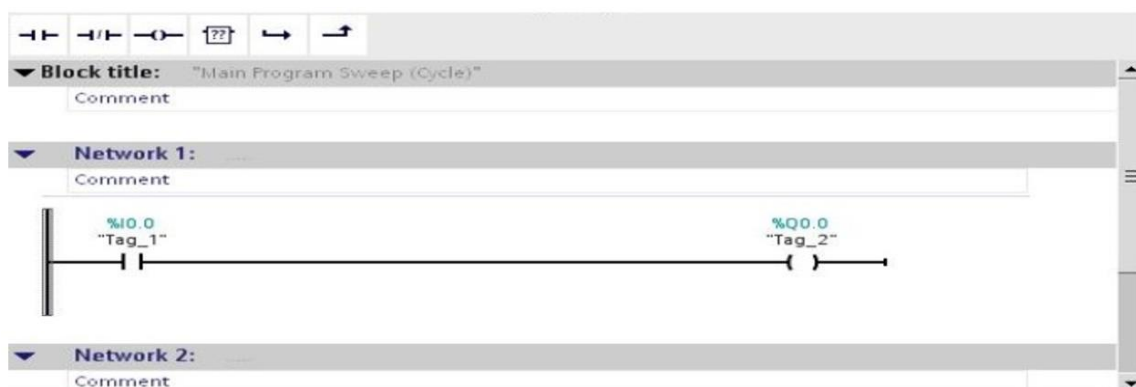 ??
Block title: "Main Program Sweep (Cycle)"
Comment
Network 1: .....
Comment
%I0.0 %Q0.0
"Tag_1" "Tag_2"
Network 2: .....
Comment